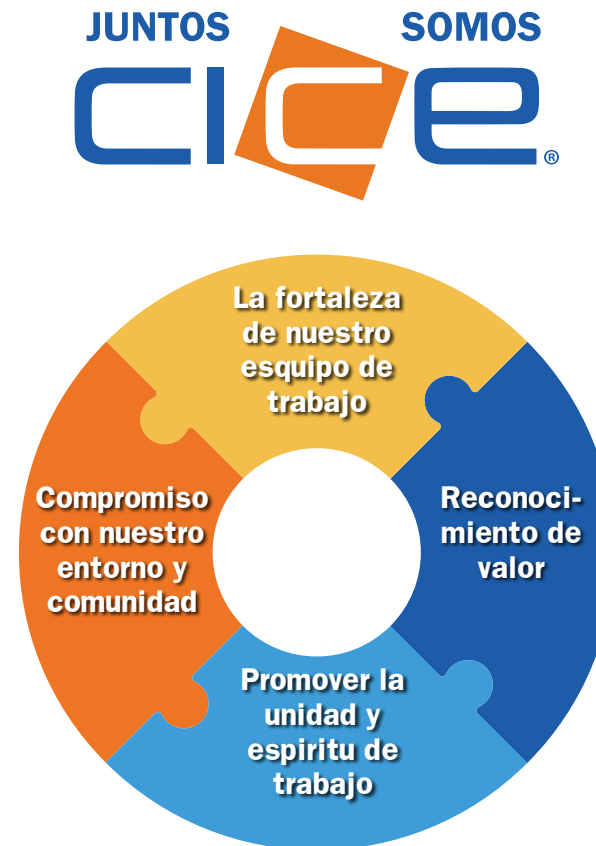 JUNTOS SOMOS
CICE®
La fortaleza
de nuestro
esquipo de
trabajo
Reconoci-
miento de
valor
Promover la
unidad y
espiritu de
trabajo
Compromiso
con nuestro
entorno y
comunidad